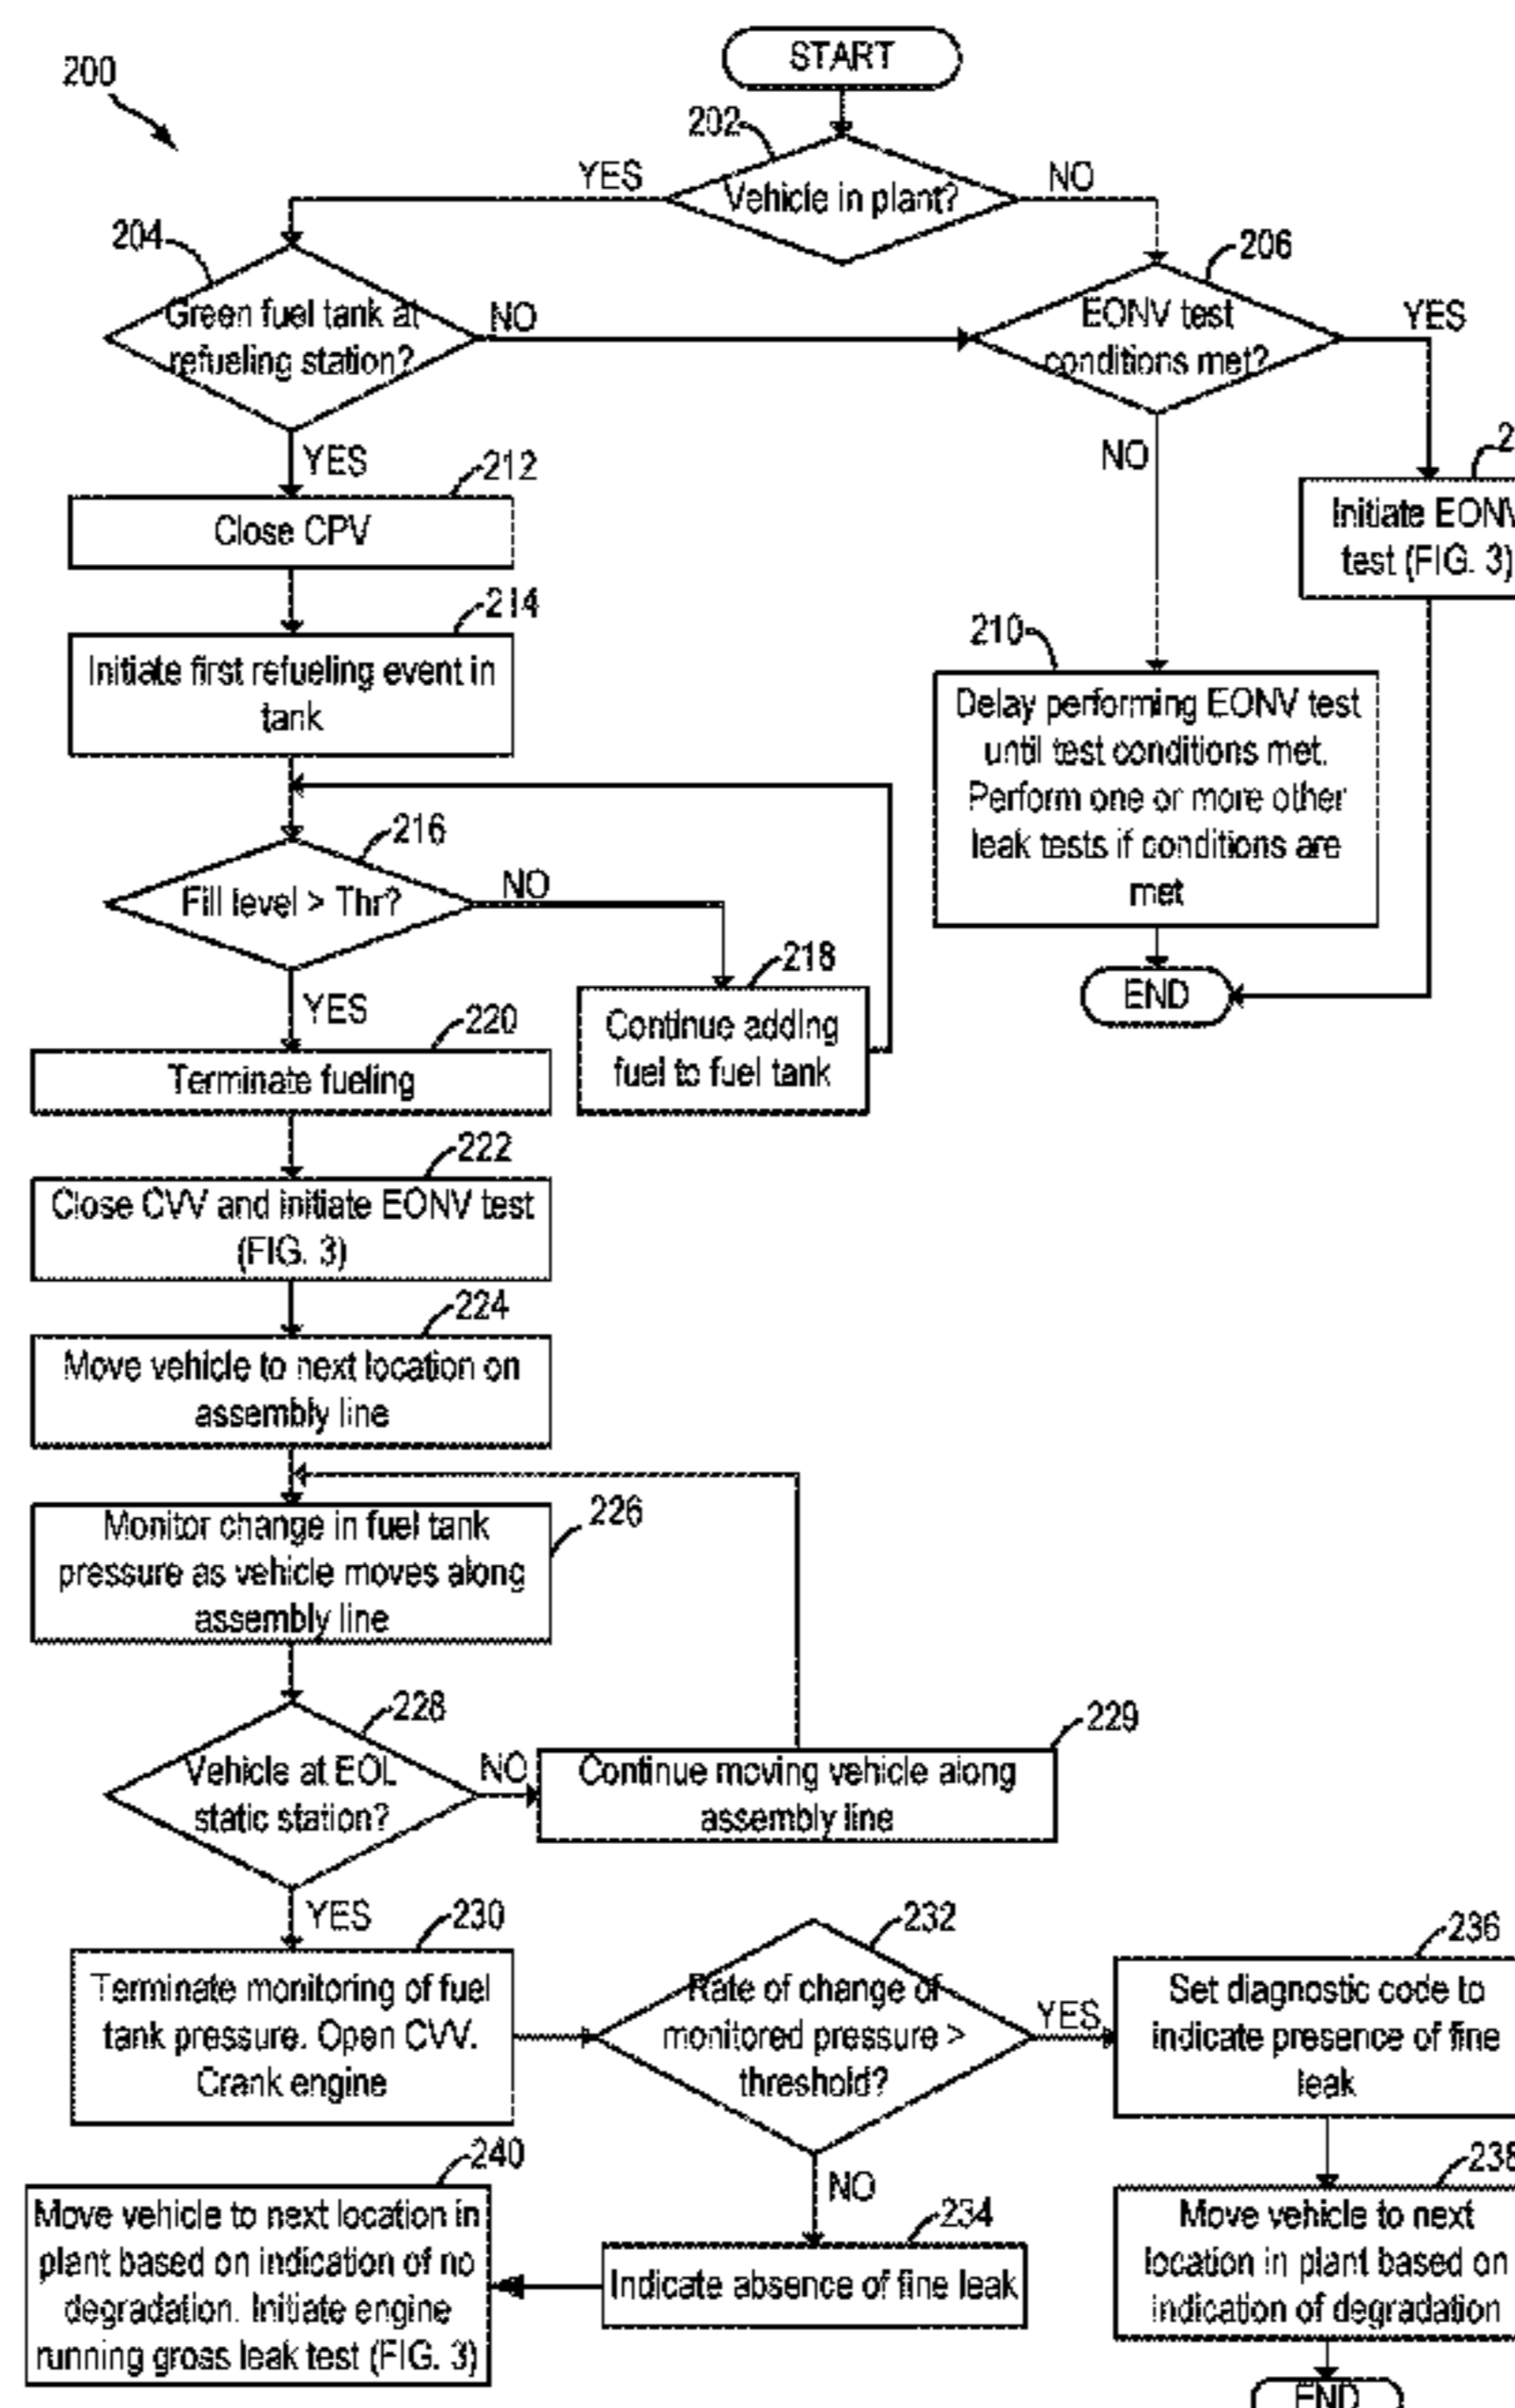 200
START
202
Vehicle in plant?
YES
NO
204
Green fuel tank at
refueling station?
NO
206
EONV test
conditions met?
YES
YES
NO
212
Close CPV
Initiate EONV
test (FIG. 3)
214
Initiate first refueling event in
tank
210
Delay performing EONV test
until test conditions met.
Perform one or more other
leak tests if conditions are
met
216
Fill level > Thr?
NO
218
Continue adding
fuel to fuel tank
END
YES
220
Terminate fueling
222
Close CVV and initiate EONV test
(FIG. 3)
224
Move vehicle to next location on
assembly line
226
Monitor change in fuel tank
pressure as vehicle moves along
assembly line
228
Vehicle at EOL
static station?
NO
229
Continue moving vehicle along
assembly line
YES
230
Terminate monitoring of fuel
tank pressure. Open CVV.
Crank engine
232
Rate of change of
monitored pressure >
threshold?
YES
236
Set diagnostic code to
indicate presence of fine
leak
NO
234
Indicate absence of fine leak
240
Move vehicle to next location in
plant based on indication of no
degradation. Initiate engine
running gross leak test (FIG. 3)
238
Move vehicle to next
location in plant based on
indication of degradation
END